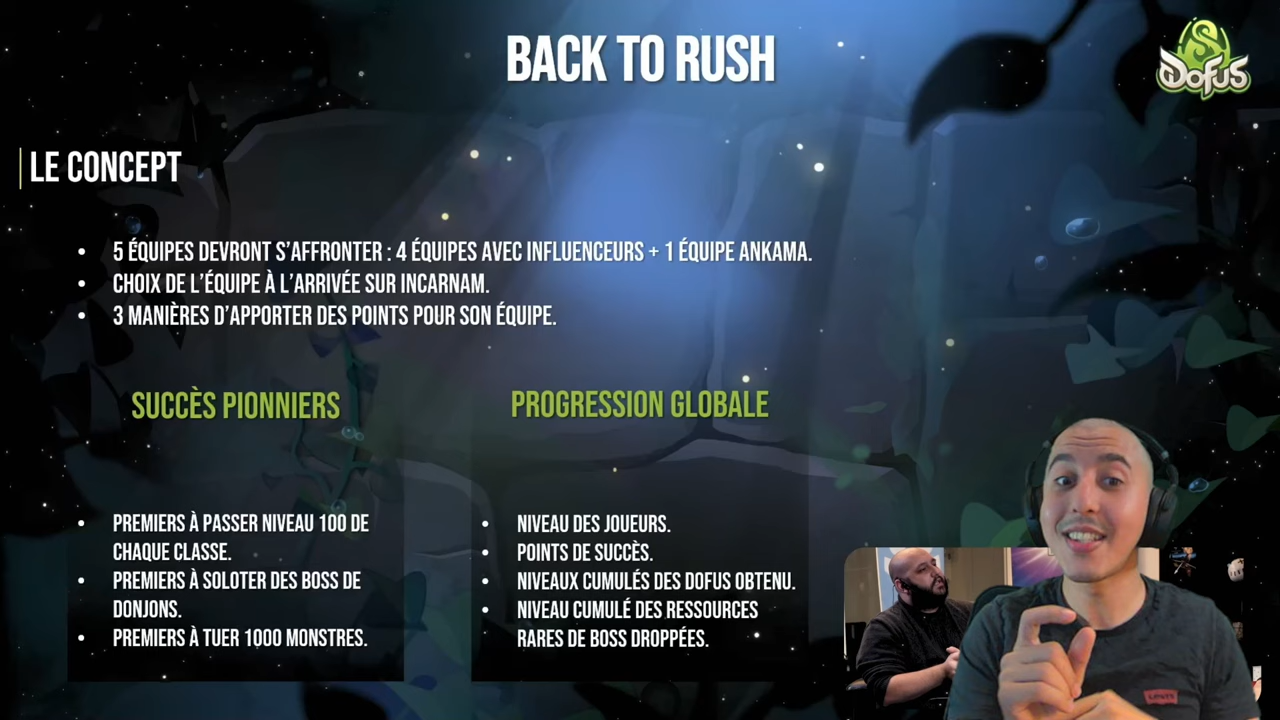 BACK TO RUSH
DOFUS
LE CONCEPT
• 5 ÉQUIPES DEVRONT S’AFFRONTER : 4 ÉQUIPES AVEC INFLUENCEURS + 1 ÉQUIPE ANKAMA.
• CHOIX DE L’ÉQUIPE À L’ARRIVÉE SUR INCARNAM.
• 3 MANIÈRES D’APPORTER DES POINTS POUR SON ÉQUIPE.
SUCCÈS PIONNIERS
• PREMIERS À PASSER NIVEAU 100 DE
CHAQUE CLASSE.
• PREMIERS À SOLOTER DES BOSS DE
DONJONS.
• PREMIERS À TUER 1000 MONSTRES.
PROGRESSION GLOBALE
• NIVEAU DES JOUEURS.
• POINTS DE SUCCÈS.
• NIVEAUX CUMULÉS DES DOFUS OBTENU.
• NIVEAU CUMULÉ DES RESSOURCES
RARES DE BOSS DROPPÉES.
Levi's